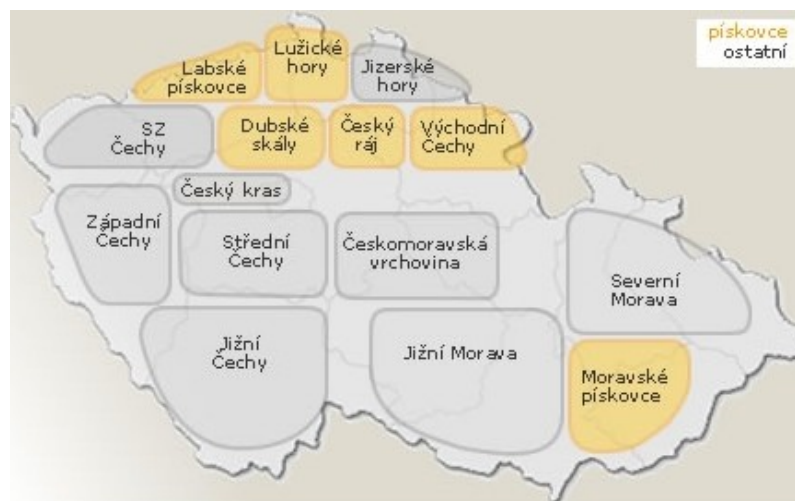 pískovce
ostatní
Lužické
hory
Labské
pískovce
Jizerské
hory
SZ
Čechy
Dubské
skály
Český
ráj
Východní
Čechy
Český kras
Západní
Čechy
Střední
Čechy
Českomoravská
vrchovina
Severní
Morava
Jižní
Čechy
Jižní Morava
Moravské
pískovce